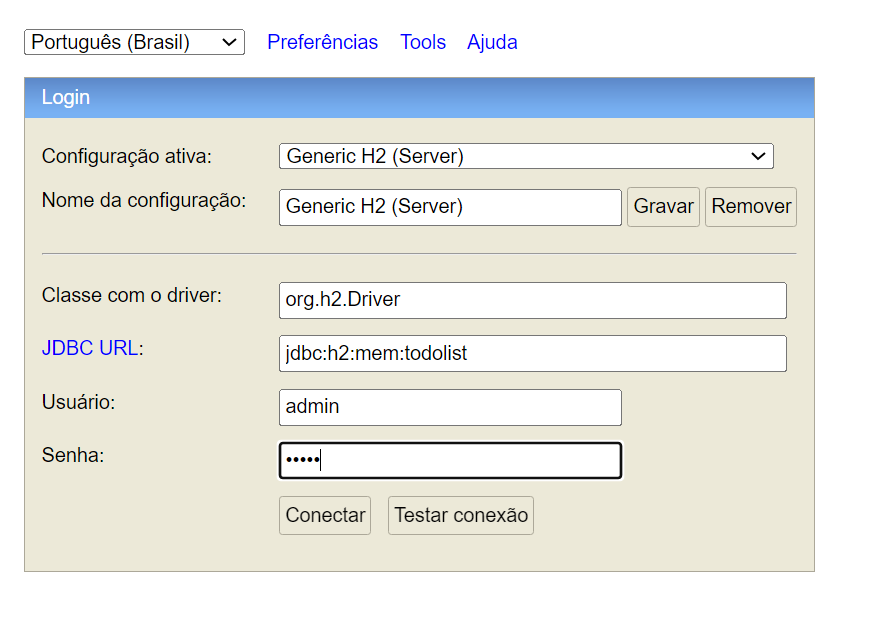 Português (Brasil) Preferências Tools Ajuda
Login
Configuração ativa: Generic H2 (Server)
Nome da configuração: Generic H2 (Server) Gravar Remover
Classe com o driver: org.h2.Driver
JDBC URL: jdbc:h2:mem:todolist
Usuário: admin
Senha: •••••
Conectar Testar conexão